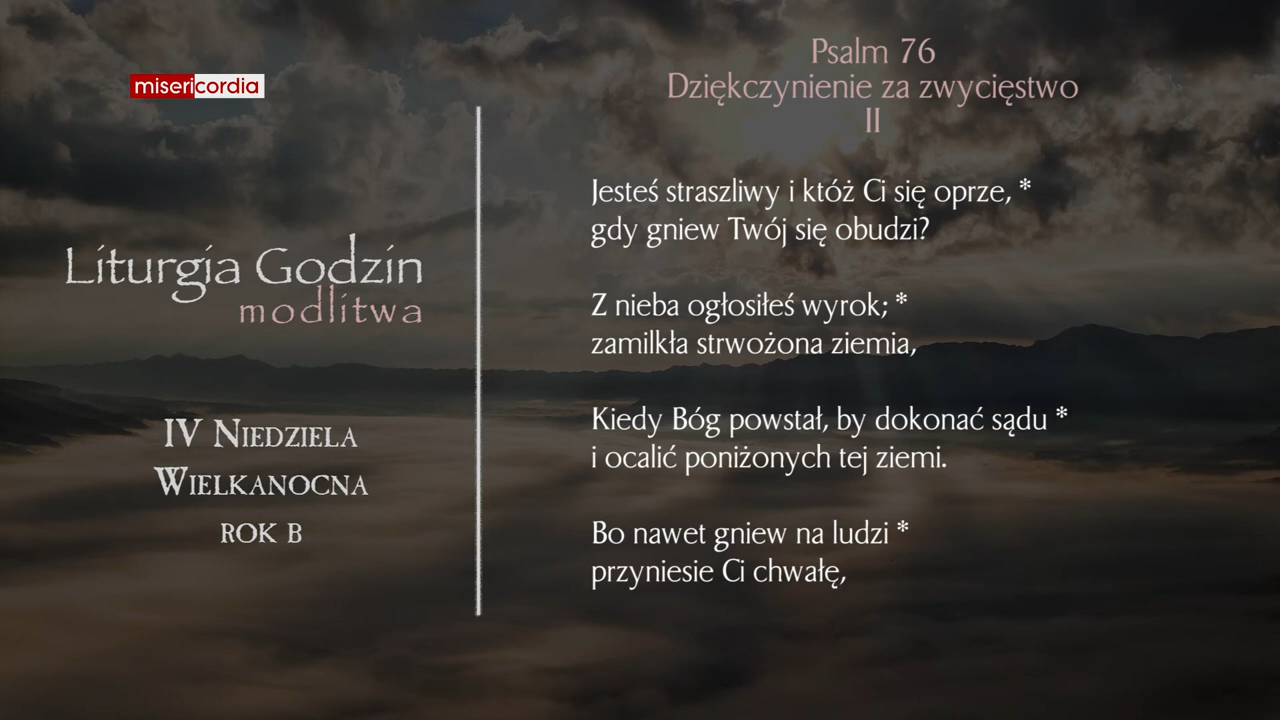 misericordia
Liturgia Godzin
modlitwa
IV Niedziela
Wielkanocna
rok B
Psalm 76
Dziękczynienie za zwycięstwo
II
Jesteś straszliwy i któż Ci się oprze, *
gdy gniew Twój się obudzi?
Z nieba ogłosiłeś wyrok; *
zamilkła strwożona ziemia,
Kiedy Bóg powstał, by dokonać sądu *
i ocalić poniżonych tej ziemi.
Bo nawet gniew na ludzi *
przyniesie Ci chwałę,